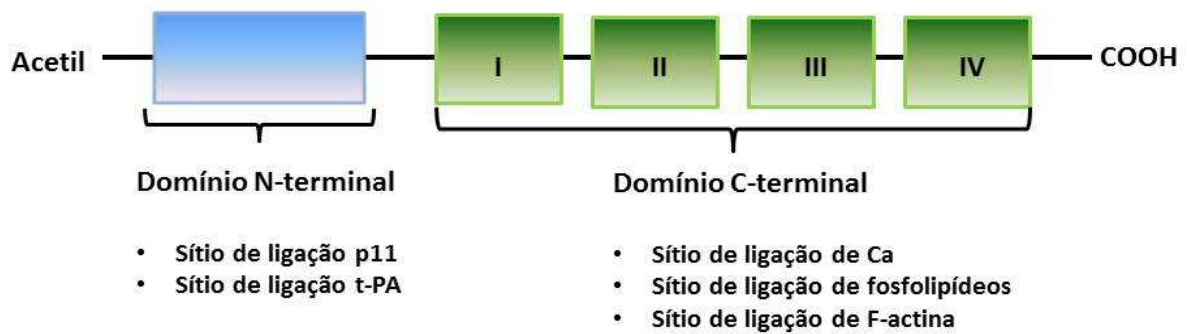 Acetil
I
II
III
IV
COOH
Domínio N-terminal
• Sítio de ligação p11
• Sítio de ligação t-PA
Domínio C-terminal
• Sítio de ligação de Ca
• Sítio de ligação de fosfolipídeos
• Sítio de ligação de F-actina